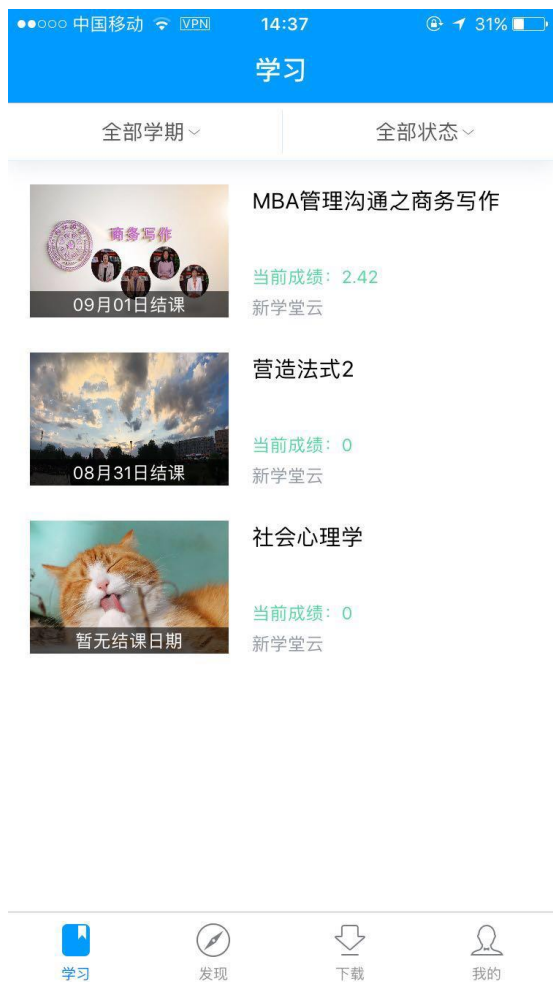 中国移动 VPN 14:37 31%
学习
全部学期 全部状态
商务写作
09月01日结课
MBA管理沟通之商务写作
当前成绩：2.42
新学堂云
08月31日结课
营造法式2
当前成绩：0
新学堂云
暂无结课日期
社会心理学
当前成绩：0
新学堂云
学习 发现 下载 我的